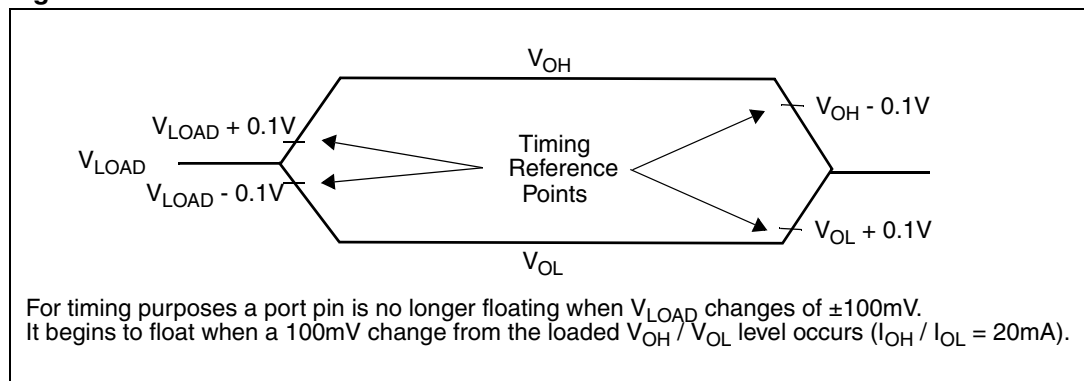 V_OH
V_OH - 0.1V
V_LOAD + 0.1V
Timing
V_LOAD
Reference
V_LOAD - 0.1V
Points
V_OL + 0.1V
V_OL
For timing purposes a port pin is no longer floating when V_LOAD changes of ±100mV.
It begins to float when a 100mV change from the loaded V_OH / V_OL level occurs (I_OH / I_OL = 20mA).